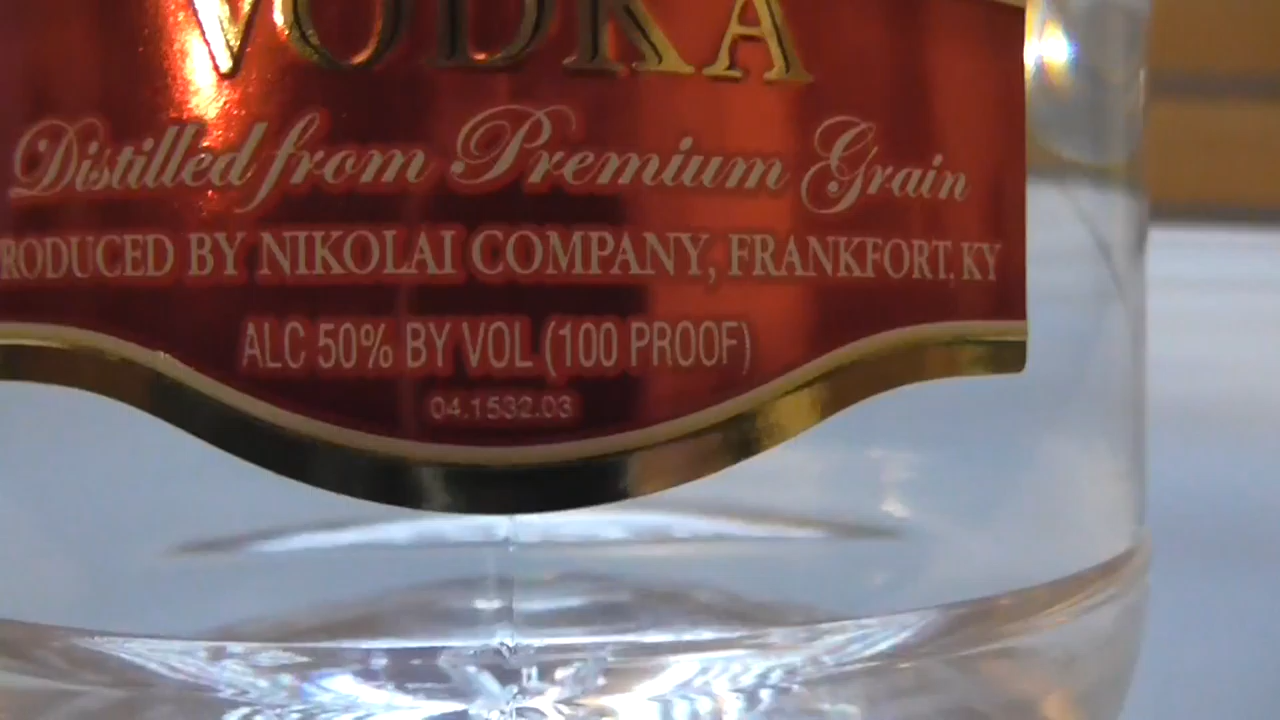 VODKA
Distilled from Premium Grain
RODUCED BY NIKOLAI COMPANY, FRANKFORT, KY
ALC 50% BY VOL (100 PROOF)
04.1532.03